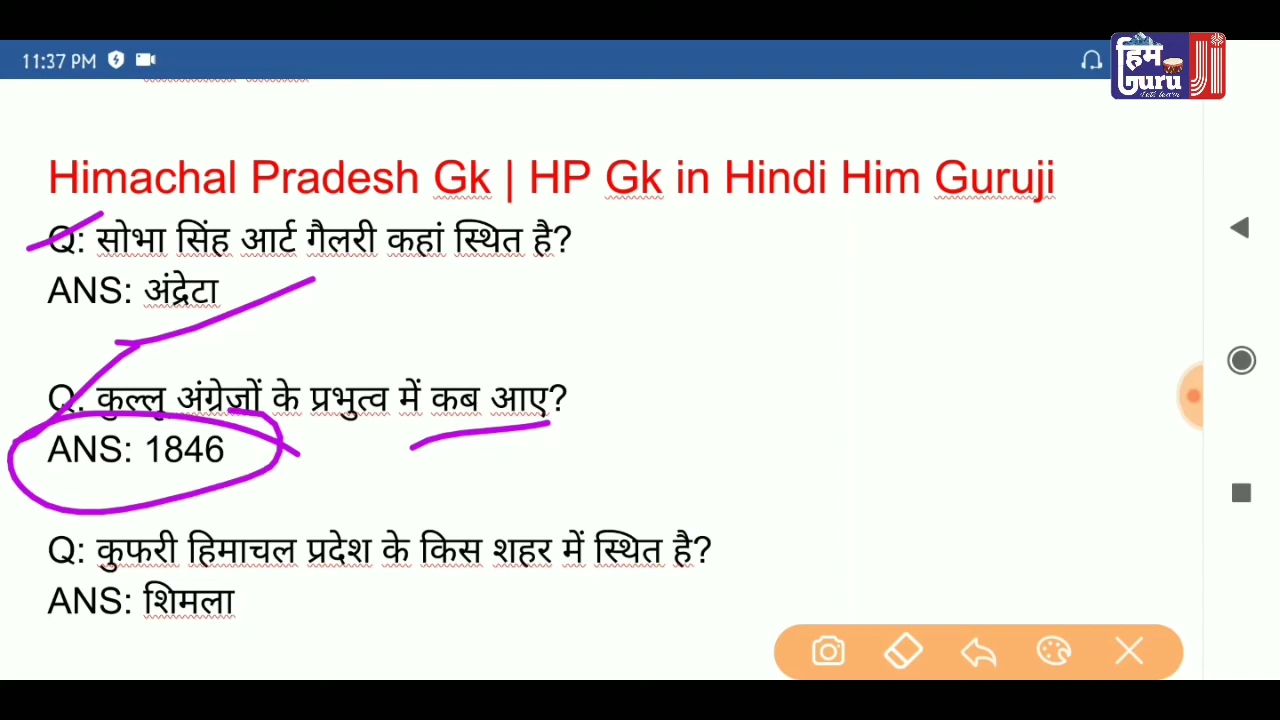 11:37 PM
हिम
Guru
Ji
Himachal Pradesh Gk | HP Gk in Hindi Him Guruji
Q: सोभा सिंह आर्ट गैलरी कहां स्थित है?
ANS: अंद्रेटा
Q: कुल्लू अंग्रेजों के प्रभुत्व में कब आए?
ANS: 1846
Q: कुफरी हिमाचल प्रदेश के किस शहर में स्थित है?
ANS: शिमला